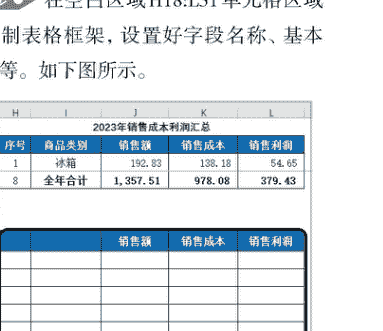 在空白区域H18:L31单元格区域
制表格框架，设置好字段名称、基本
等。如下图所示。
H I J K L
2023年销售成本利润汇总
序号 商品类别 销售额 销售成本 销售利润
1 冰箱 192.83 138.18 54.65
8 全年合计 1,357.51 978.08 379.43
销售额 销售成本 销售利润